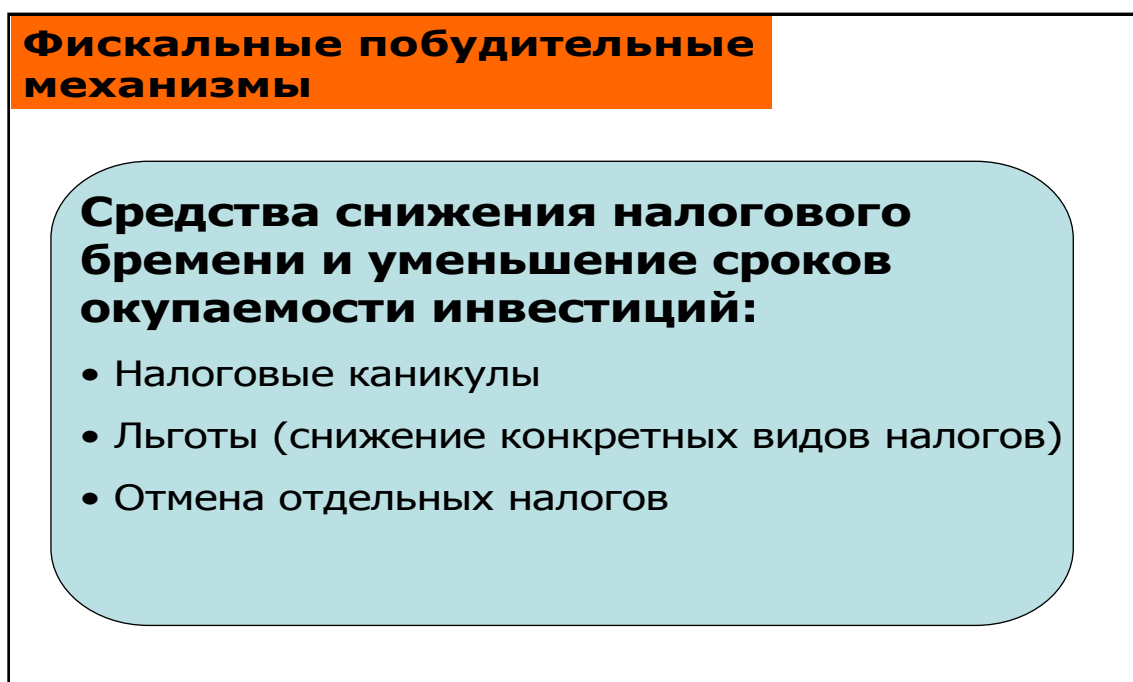 Фискальные побудительные
механизмы
Средства снижения налогового
бремени и уменьшение сроков
окупаемости инвестиций:
• Налоговые каникулы
• Льготы (снижение конкретных видов налогов)
• Отмена отдельных налогов